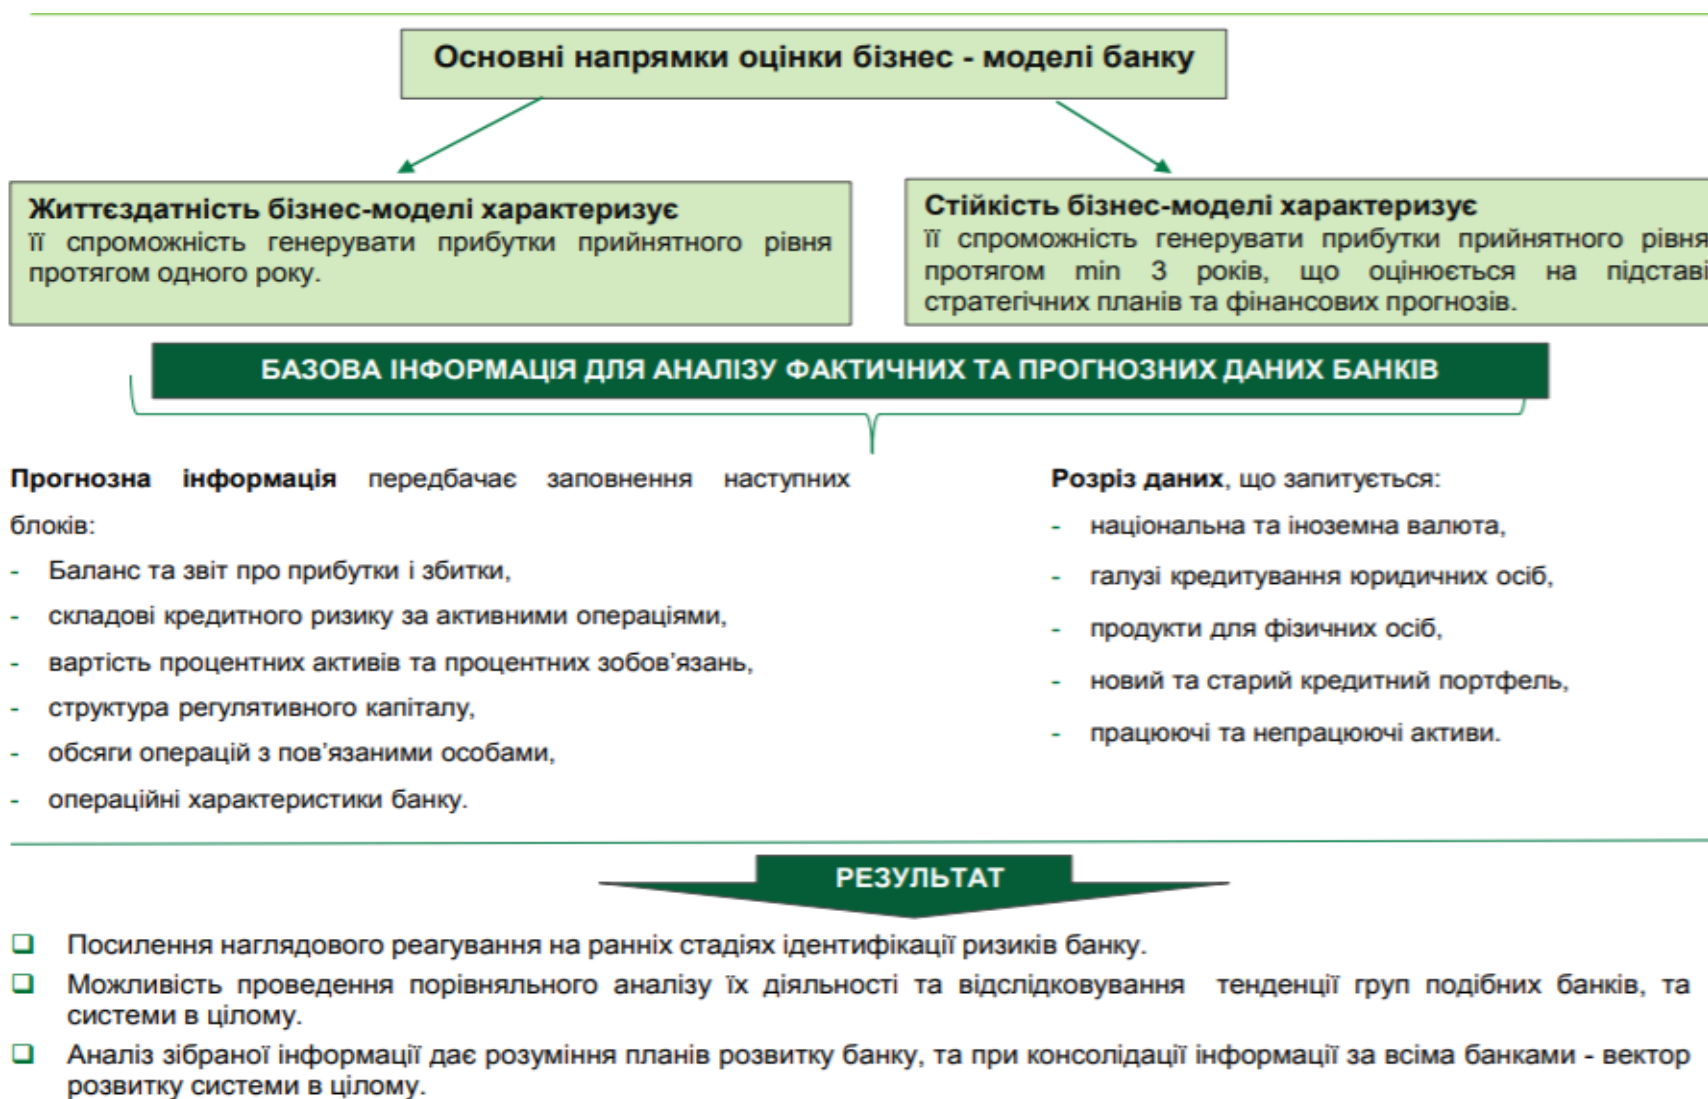 Основні напрямки оцінки бізнес - моделі банку
Життєздатність бізнес-моделі характеризує
її спроможність генерувати прибутки прийнятного рівня
протягом одного року.
Стійкість бізнес-моделі характеризує
її спроможність генерувати прибутки прийнятного рівня
протягом min 3 років, що оцінюється на підставі
стратегічних планів та фінансових прогнозів.
БАЗОВА ІНФОРМАЦІЯ ДЛЯ АНАЛІЗУ ФАКТИЧНИХ ТА ПРОГНОЗНИХ ДАНИХ БАНКІВ
Прогнозна інформація передбачає заповнення наступних
блоків:
- Баланс та звіт про прибутки і збитки,
- складові кредитного ризику за активними операціями,
- вартість процентних активів та процентних зобов’язань,
- структура регулятивного капіталу,
- обсяги операцій з пов’язаними особами,
- операційні характеристики банку.
Розріз даних, що запитується:
- національна та іноземна валюта,
- галузі кредитування юридичних осіб,
- продукти для фізичних осіб,
- новий та старий кредитний портфель,
- працюючі та непрацюючі активи.
РЕЗУЛЬТАТ
❑ Посилення наглядового реагування на ранніх стадіях ідентифікації ризиків банку.
❑ Можливість проведення порівняльного аналізу їх діяльності та відслідковування тенденції груп подібних банків, та
системи в цілому.
❑ Аналіз зібраної інформації дає розуміння планів розвитку банку, та при консолідації інформації за всіма банками - вектор
розвитку системи в цілому.